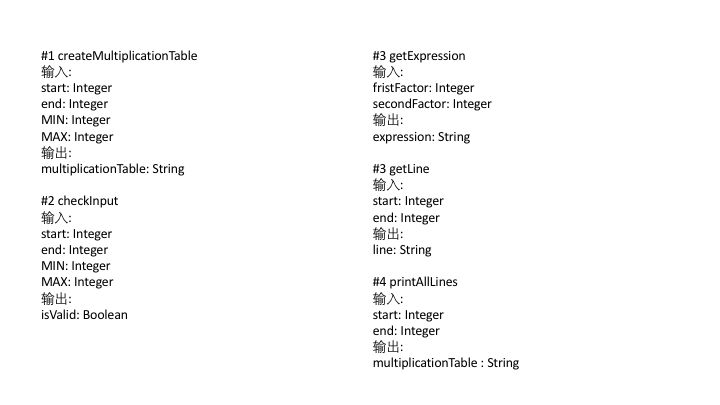 #1 createMultiplicationTable
输入:
start: Integer
end: Integer
MIN: Integer
MAX: Integer
输出:
multiplicationTable: String
#2 checkInput
输入:
start: Integer
end: Integer
MIN: Integer
MAX: Integer
输出:
isValid: Boolean
#3 getExpression
输入:
fristFactor: Integer
secondFactor: Integer
输出:
expression: String
#3 getLine
输入:
start: Integer
end: Integer
输出:
line: String
#4 printAllLines
输入:
start: Integer
end: Integer
输出:
multiplicationTable : String